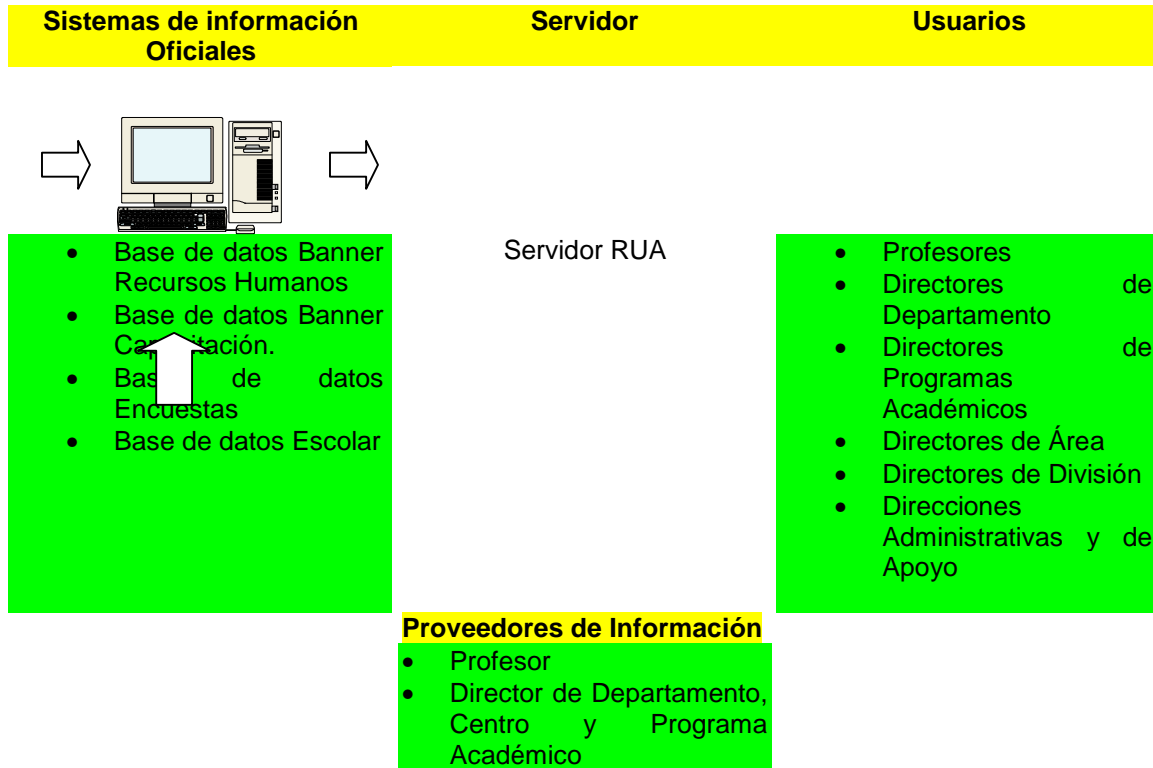 Sistemas de información
Oficiales
Servidor
Usuarios
• Base de datos Banner
Recursos Humanos
• Base de datos Banner
Capacitación.
• Base de datos
Encuestas
• Base de datos Escolar
Servidor RUA
• Profesores
• Directores de
Departamento
• Directores de
Programas
Académicos
• Directores de Área
• Directores de División
• Direcciones
Administrativas y de
Apoyo
Proveedores de Información
• Profesor
• Director de Departamento,
Centro y Programa
Académico